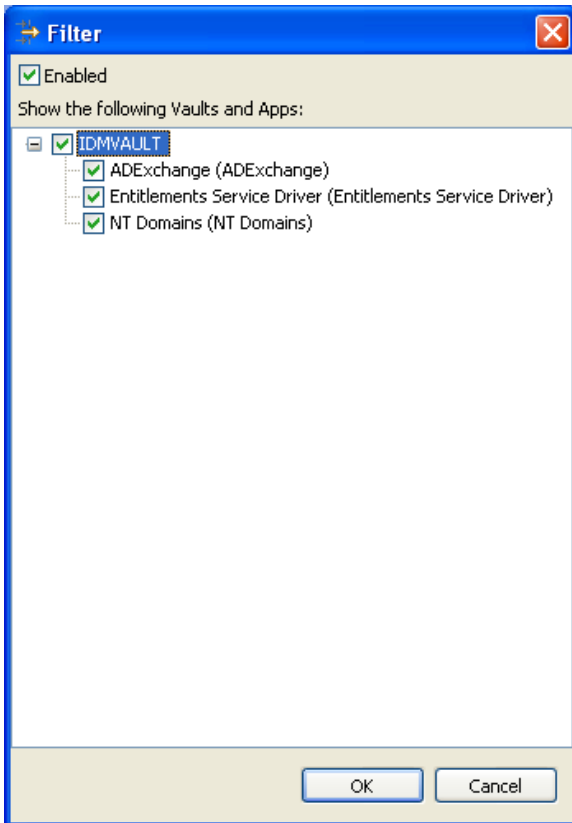 Filter
Enabled
Show the following Vaults and Apps:
IDMVAULT
ADExchange (ADExchange)
Entitlements Service Driver (Entitlements Service Driver)
NT Domains (NT Domains)
OK Cancel